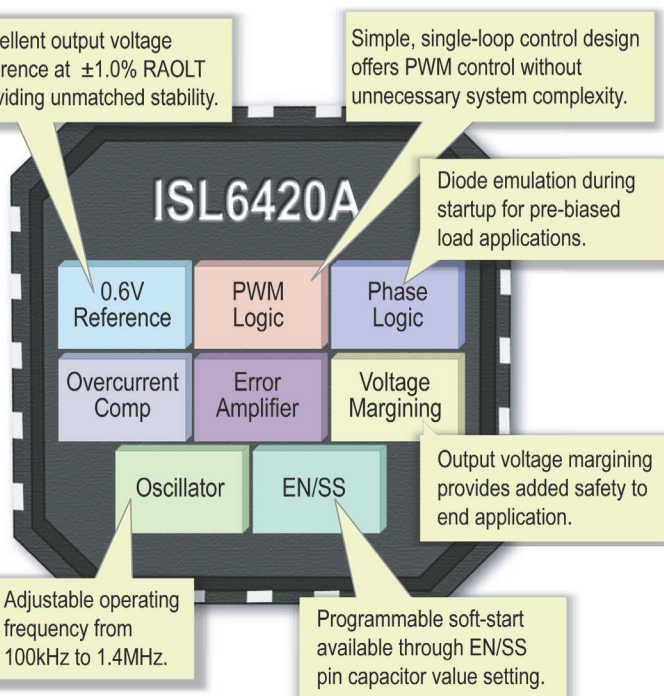 ellent output voltage
rence at ±1.0% RAOLT
viding unmatched stability.
Simple, single-loop control design
offers PWM control without
unnecessary system complexity.
ISL6420A
Diode emulation during
startup for pre-biased
load applications.
0.6V
Reference
PWM
Logic
Phase
Logic
Overcurrent
Comp
Error
Amplifier
Voltage
Margining
Output voltage margining
provides added safety to
end application.
Oscillator
EN/SS
Adjustable operating
frequency from
100kHz to 1.4MHz.
Programmable soft-start
available through EN/SS
pin capacitor value setting.